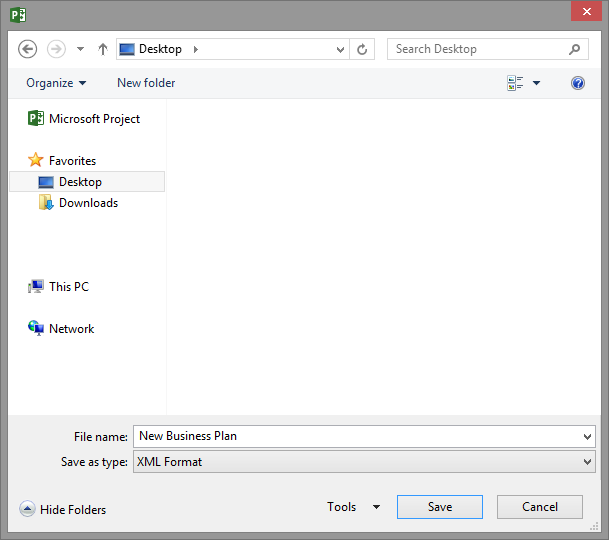 Desktop
Search Desktop
Organize
New folder
Microsoft Project
Favorites
Desktop
Downloads
This PC
Network
File name: New Business Plan
Save as type: XML Format
Hide Folders
Tools
Save
Cancel